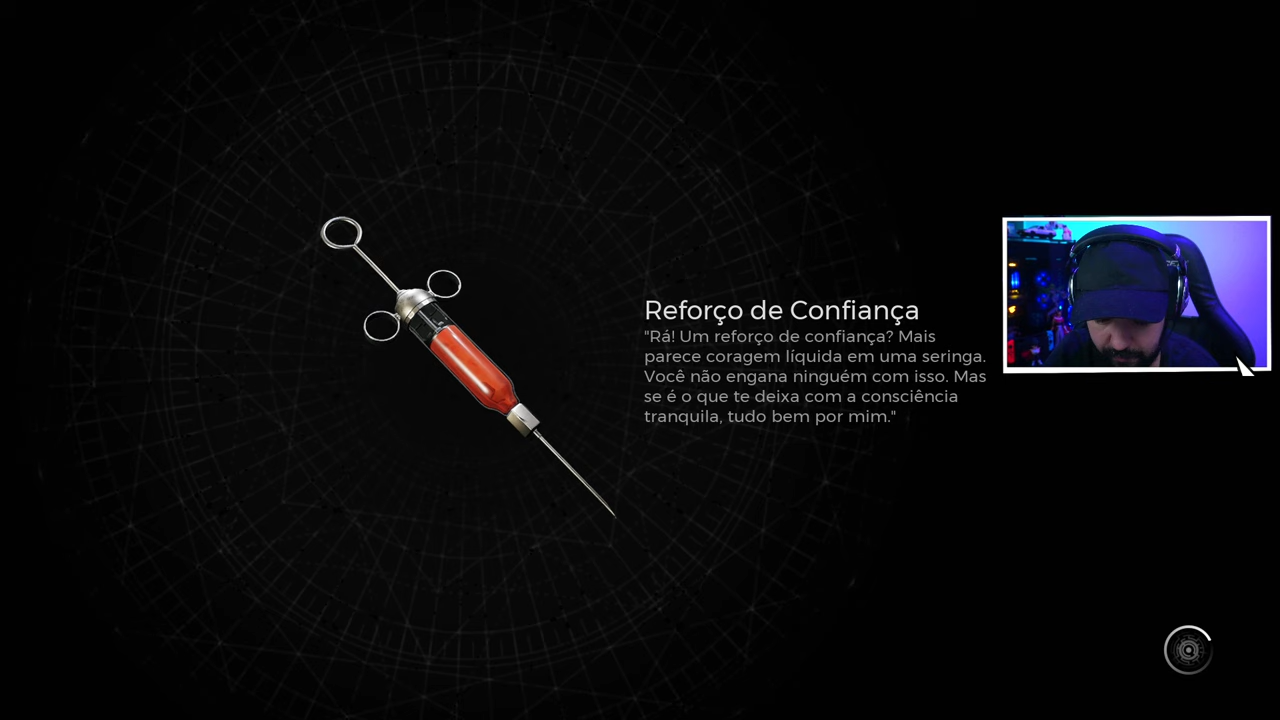 Reforço de Confiança
"Rá! Um reforço de confiança? Mais
parece coragem líquida em uma seringa.
Você não engana ninguém com isso. Mas
se é o que te deixa com a consciência
tranquila, tudo bem por mim."